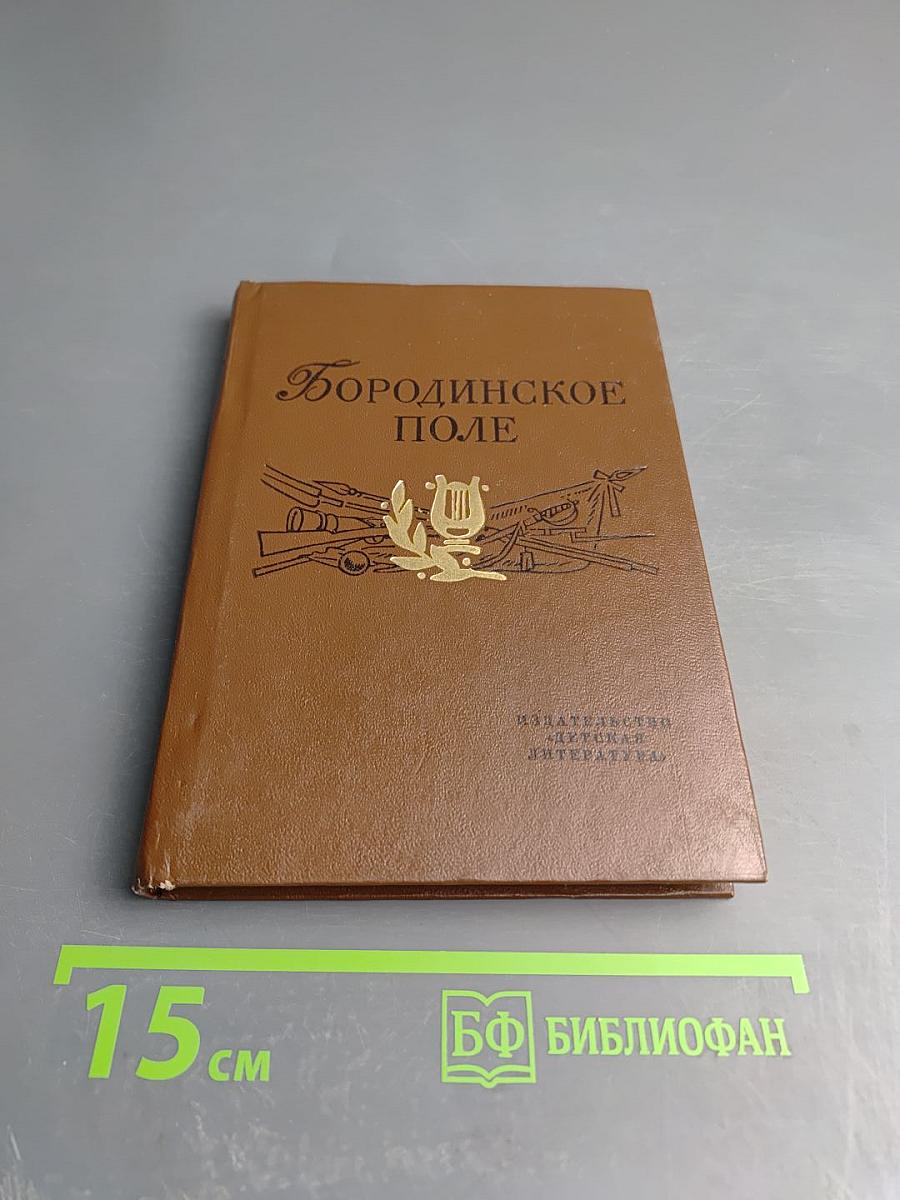 Бородинское
поле
ИЗДАТЕЛЬСТВО
«ДЕТСКАЯ
ЛИТЕРАТУРА»
15 см
БФ БИБЛИОФАН